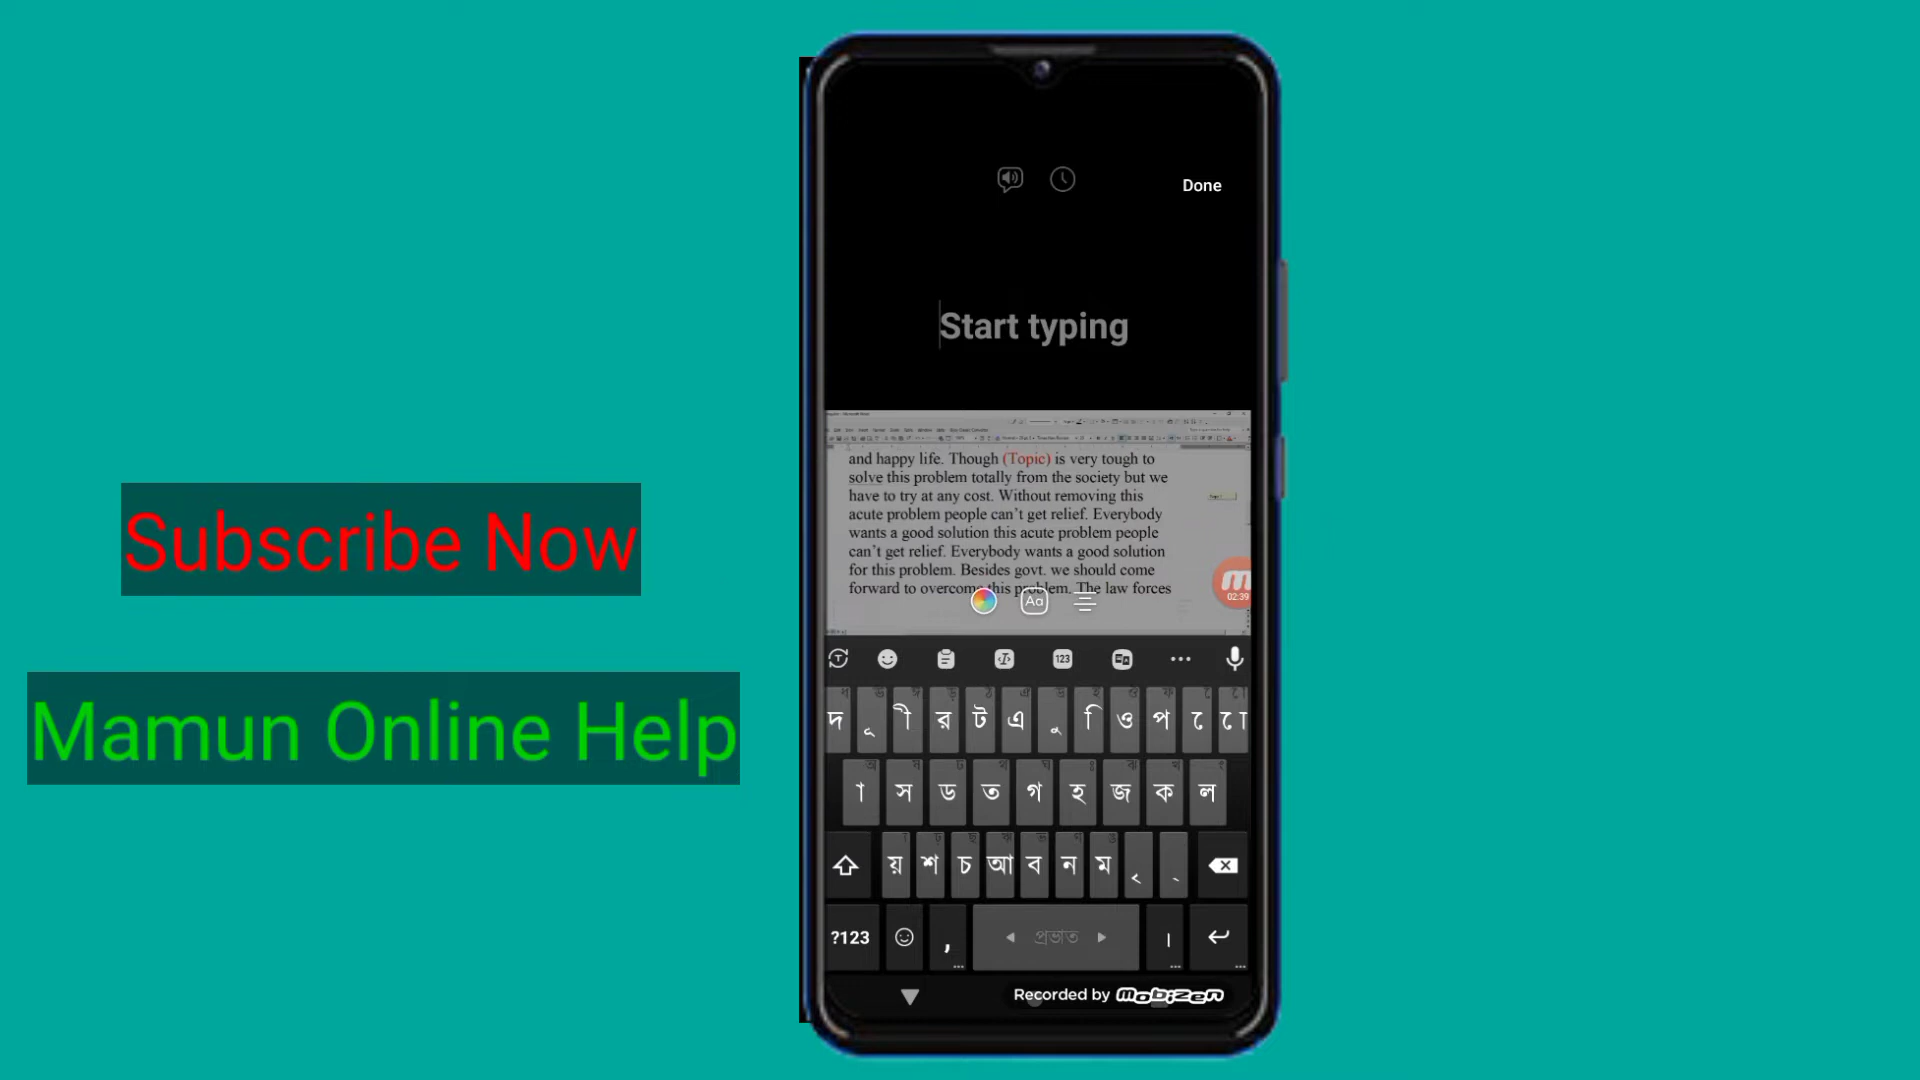 Done
Start typing
and happy life. Though (Topic) is very tough to
solve this problem totally from the society but we
have to try at any cost. Without removing this
acute problem people can't get relief. Everybody
wants a good solution this acute problem people
can't get relief. Everybody wants a good solution
for this problem. Besides govt. we should come
forward to overcome this problem. The law forces
02:39
Aa
Subscribe Now
Mamun Online Help
123
দ ূ ী র ট এ ু ি ও প ে ো
া স ড ত গ হ জ ক ল
য় শ চ আ ব ন ম ৃ ্
?123 , প্রভাত ।
Recorded by Mobizen